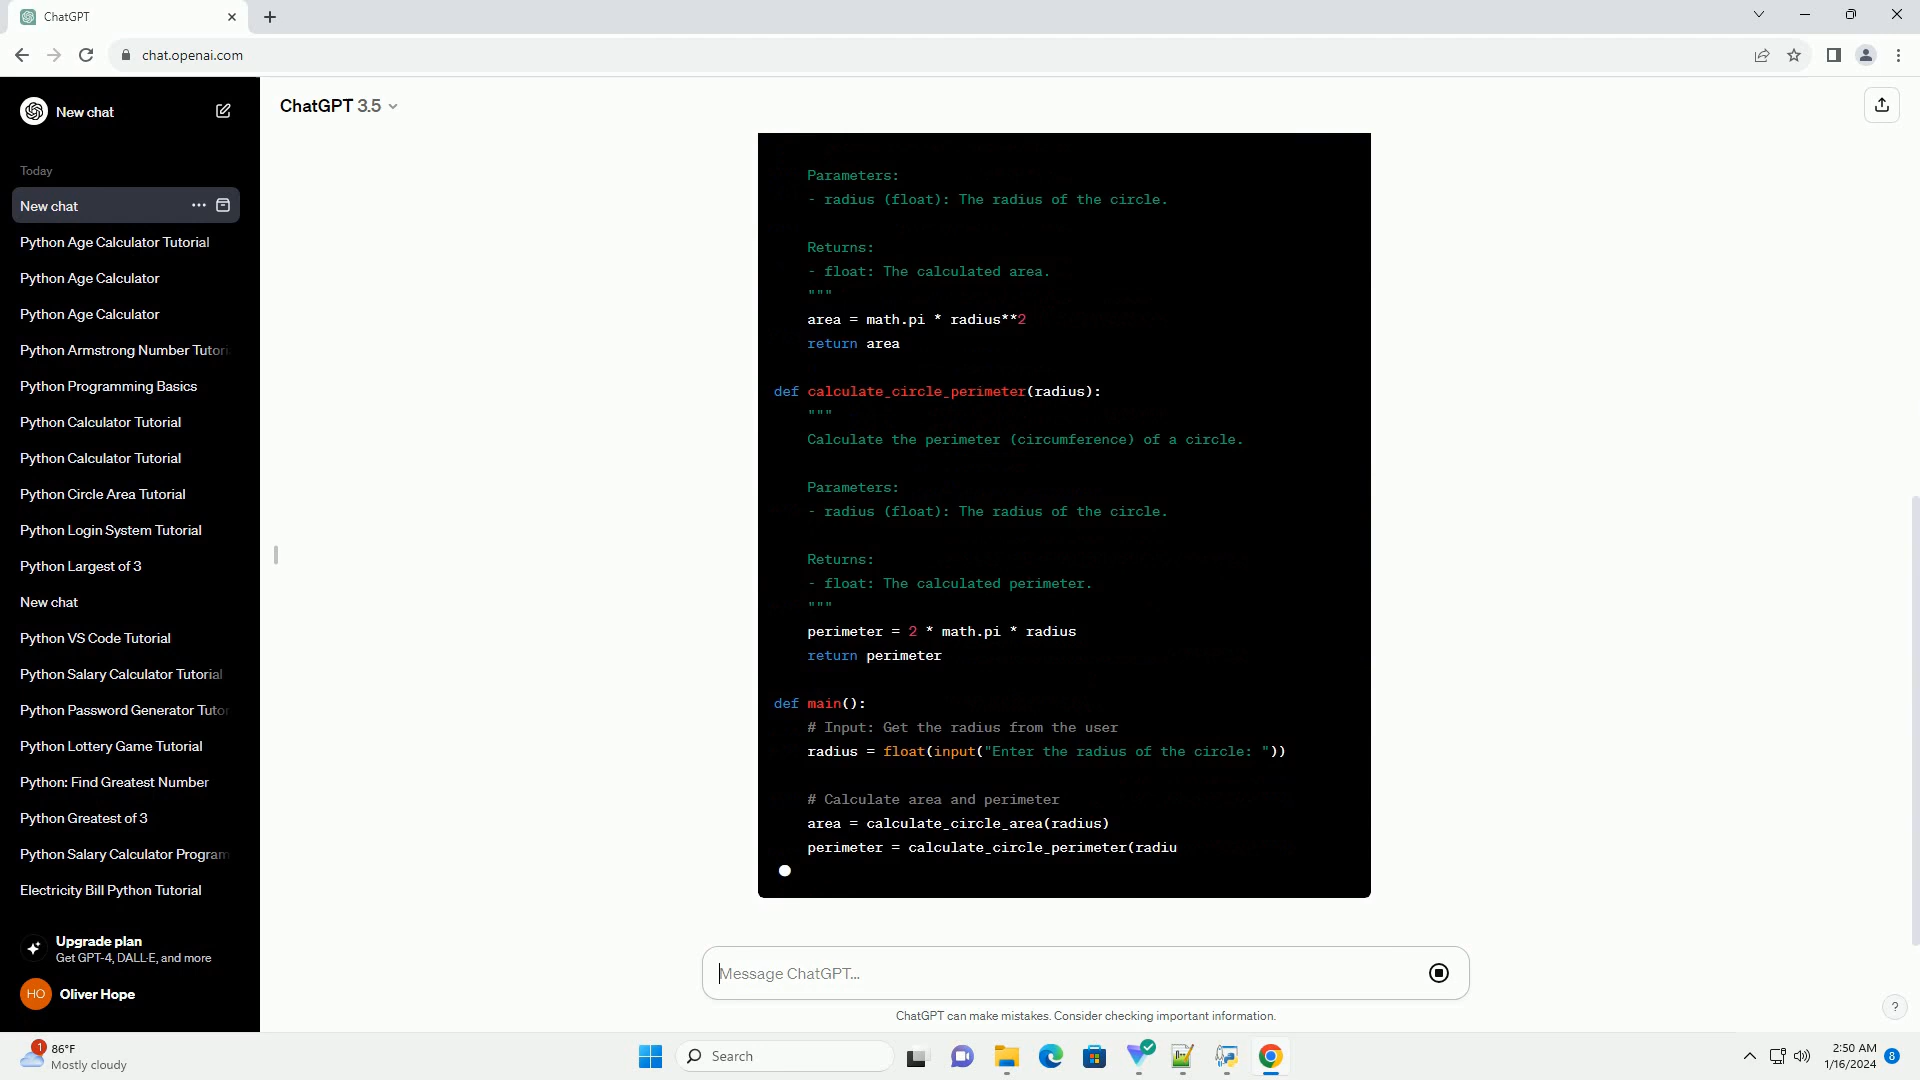 ChatGPT
chat.openai.com
New chat
ChatGPT 3.5
Today
New chat
Python Age Calculator Tutorial
Python Age Calculator
Python Age Calculator
Python Armstrong Number Tutori
Python Programming Basics
Python Calculator Tutorial
Python Calculator Tutorial
Python Circle Area Tutorial
Python Login System Tutorial
Python Largest of 3
New chat
Python VS Code Tutorial
Python Salary Calculator Tutorial
Python Password Generator Tutor
Python Lottery Game Tutorial
Python: Find Greatest Number
Python Greatest of 3
Python Salary Calculator Program
Electricity Bill Python Tutorial
Upgrade plan
Get GPT-4, DALL·E, and more
HO
Oliver Hope
Parameters:
- radius (float): The radius of the circle.
Returns:
- float: The calculated area.
"""
area = math.pi * radius**2
return area
def calculate_circle_perimeter(radius):
"""
Calculate the perimeter (circumference) of a circle.
Parameters:
- radius (float): The radius of the circle.
Returns:
- float: The calculated perimeter.
"""
perimeter = 2 * math.pi * radius
return perimeter
def main():
# Input: Get the radius from the user
radius = float(input("Enter the radius of the circle: "))
# Calculate area and perimeter
area = calculate_circle_area(radius)
perimeter = calculate_circle_perimeter(radiu
Message ChatGPT...
ChatGPT can make mistakes. Consider checking important information.
?
1
86°F
Mostly cloudy
Search
2:50 AM
1/16/2024
8